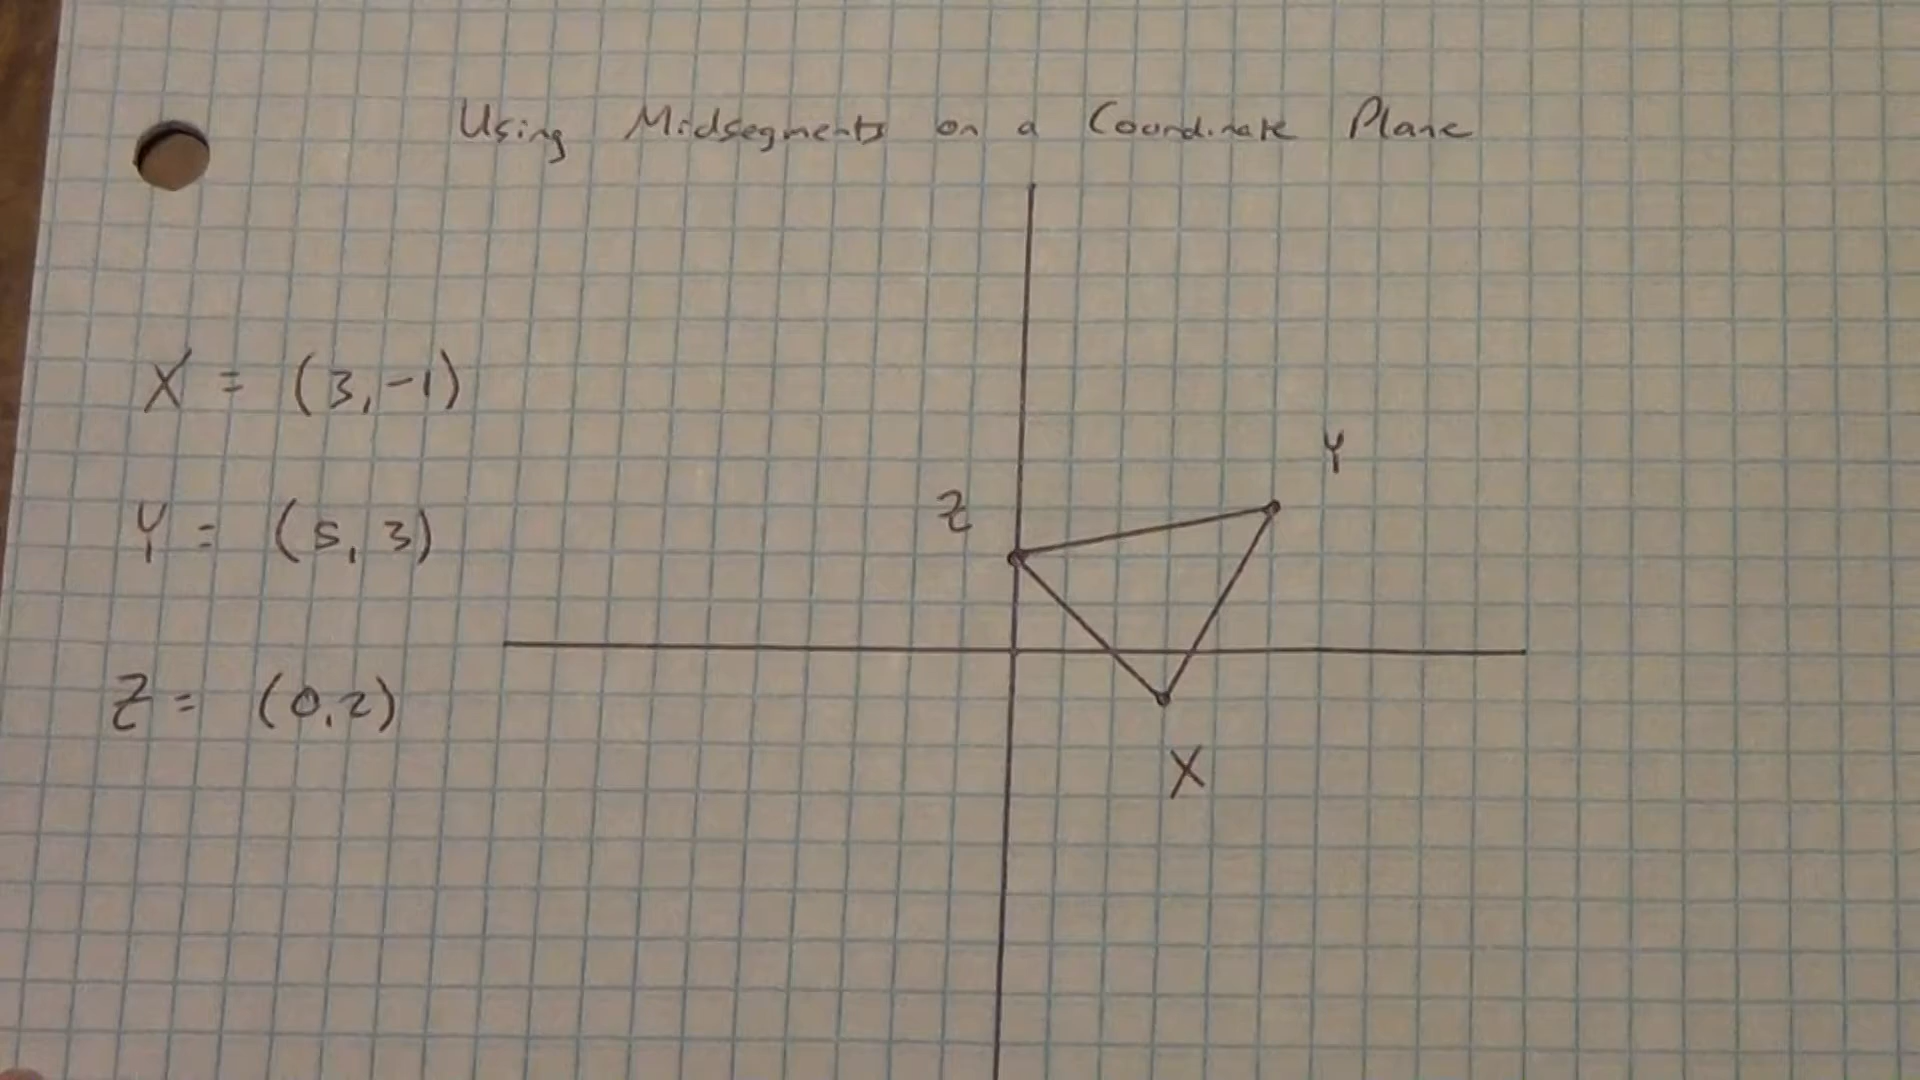 Using Midsegments on a Coordinate Plane
X = (3,-1)
Y = (5,3)
Z = (0,2)
Y
Z
X